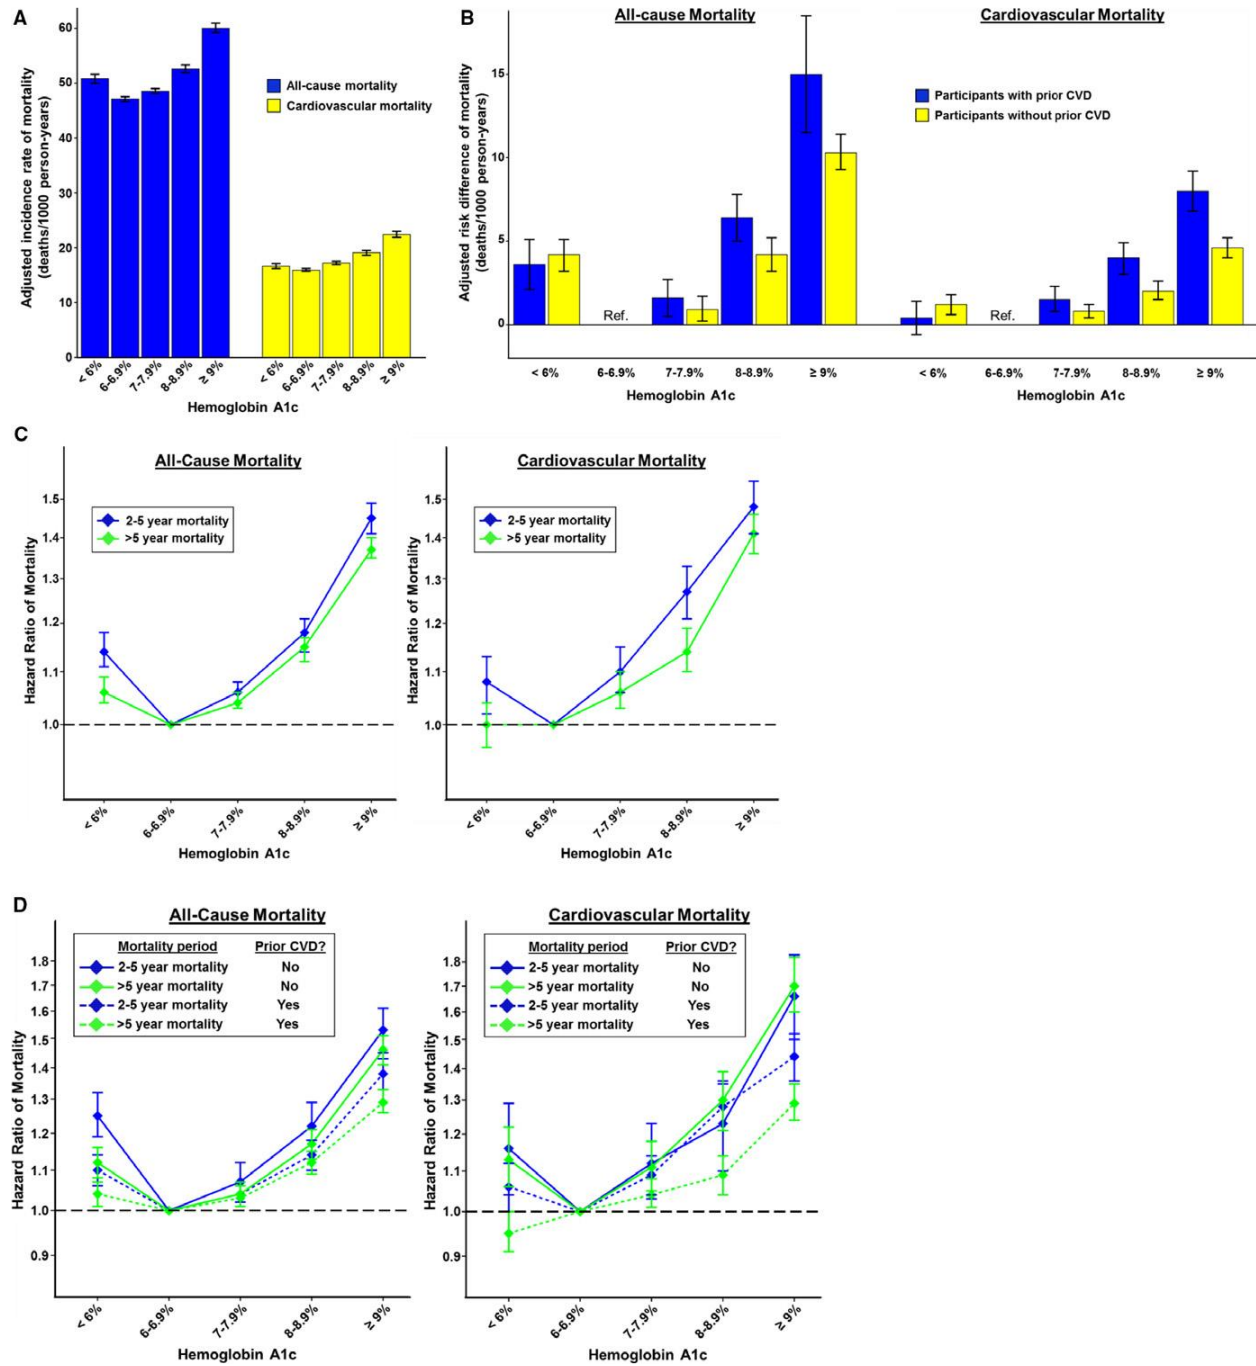 A
Adjusted incidence rate of mortality
(deaths/1000 person-years)
60
50
40
30
20
10
0
All-cause mortality
Cardiovascular mortality
< 6%
6-6.9%
7-7.9%
8-8.9%
≥ 9%
< 6%
6-6.9%
7-7.9%
8-8.9%
≥ 9%
Hemoglobin A1c
B
All-cause Mortality
Cardiovascular Mortality
Adjusted risk difference of mortality
(deaths/1000 person-years)
15
10
5
0
Participants with prior CVD
Participants without prior CVD
Ref.
Ref.
< 6% 6-6.9% 7-7.9% 8-8.9% ≥ 9%
< 6% 6-6.9% 7-7.9% 8-8.9% ≥ 9%
Hemoglobin A1c
Hemoglobin A1c
C
All-Cause Mortality
Hazard Ratio of Mortality
1.5
1.4
1.3
1.2
1.1
1.0
2-5 year mortality
>5 year mortality
< 6%
6-6.9%
7-7.9%
8-8.9%
≥ 9%
Hemoglobin A1c
Cardiovascular Mortality
Hazard Ratio of Mortality
1.5
1.4
1.3
1.2
1.1
1.0
2-5 year mortality
>5 year mortality
< 6%
6-6.9%
7-7.9%
8-8.9%
≥ 9%
Hemoglobin A1c
D
All-Cause Mortality
Hazard Ratio of Mortality
1.8
1.7
1.6
1.5
1.4
1.3
1.2
1.1
1.0
0.9
Mortality period Prior CVD?
2-5 year mortality No
>5 year mortality No
2-5 year mortality Yes
>5 year mortality Yes
< 6%
6-6.9%
7-7.9%
8-8.9%
≥ 9%
Hemoglobin A1c
Cardiovascular Mortality
Hazard Ratio of Mortality
1.8
1.7
1.6
1.5
1.4
1.3
1.2
1.1
1.0
0.9
Mortality period Prior CVD?
2-5 year mortality No
>5 year mortality No
2-5 year mortality Yes
>5 year mortality Yes
< 6%
6-6.9%
7-7.9%
8-8.9%
≥ 9%
Hemoglobin A1c